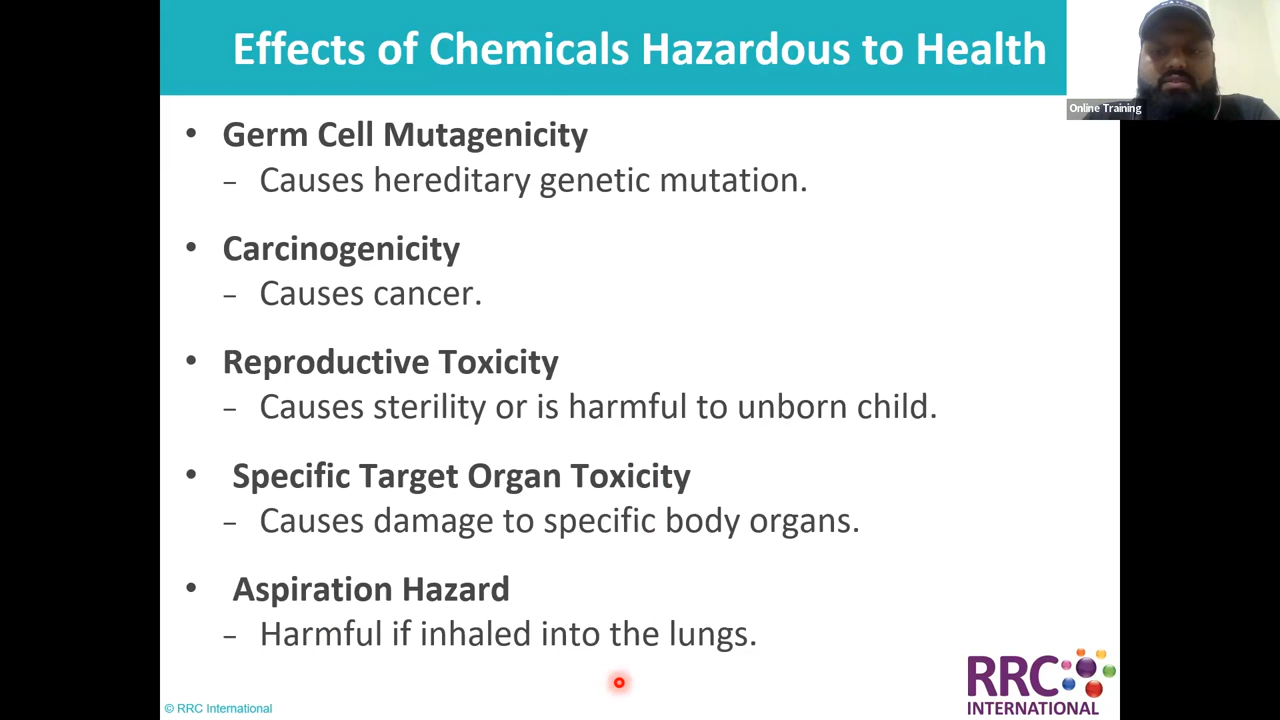 Effects of Chemicals Hazardous to Health
Online Training
• Germ Cell Mutagenicity
– Causes hereditary genetic mutation.
• Carcinogenicity
– Causes cancer.
• Reproductive Toxicity
– Causes sterility or is harmful to unborn child.
• Specific Target Organ Toxicity
– Causes damage to specific body organs.
• Aspiration Hazard
– Harmful if inhaled into the lungs.
RRC
INTERNATIONAL
© RRC International